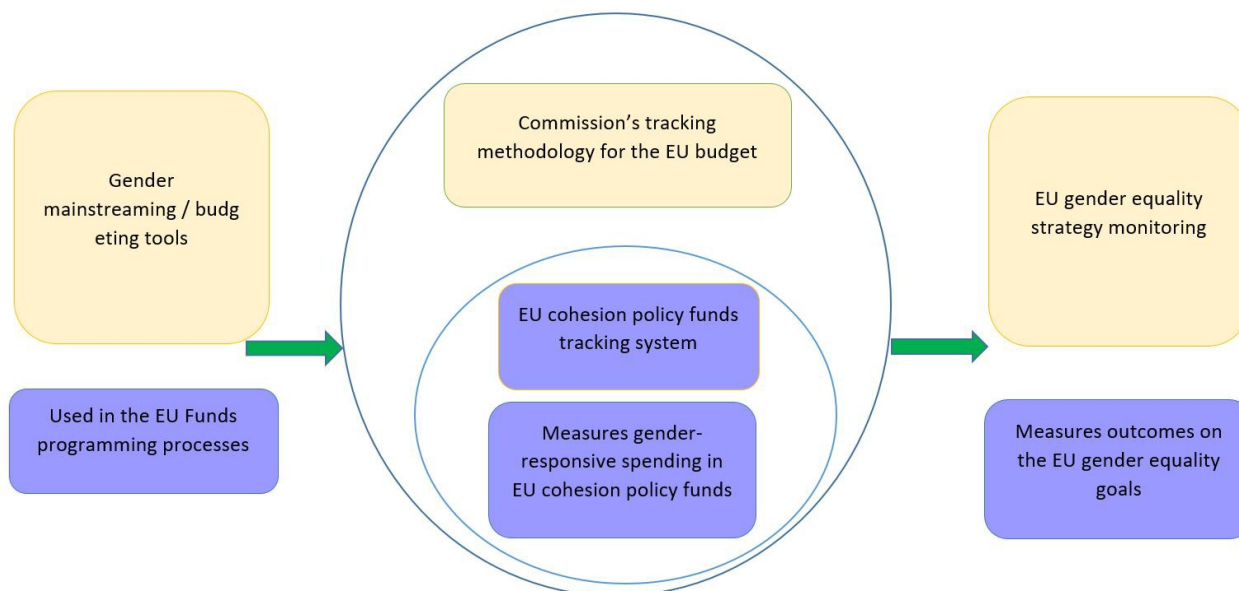 Gender
mainstreaming / budg
eting tools
Used in the EU Funds
programming processes
Commission’s tracking
methodology for the EU budget
EU cohesion policy funds
tracking system
Measures gender-
responsive spending in
EU cohesion policy funds
EU gender equality
strategy monitoring
Measures outcomes on
the EU gender equality
goals